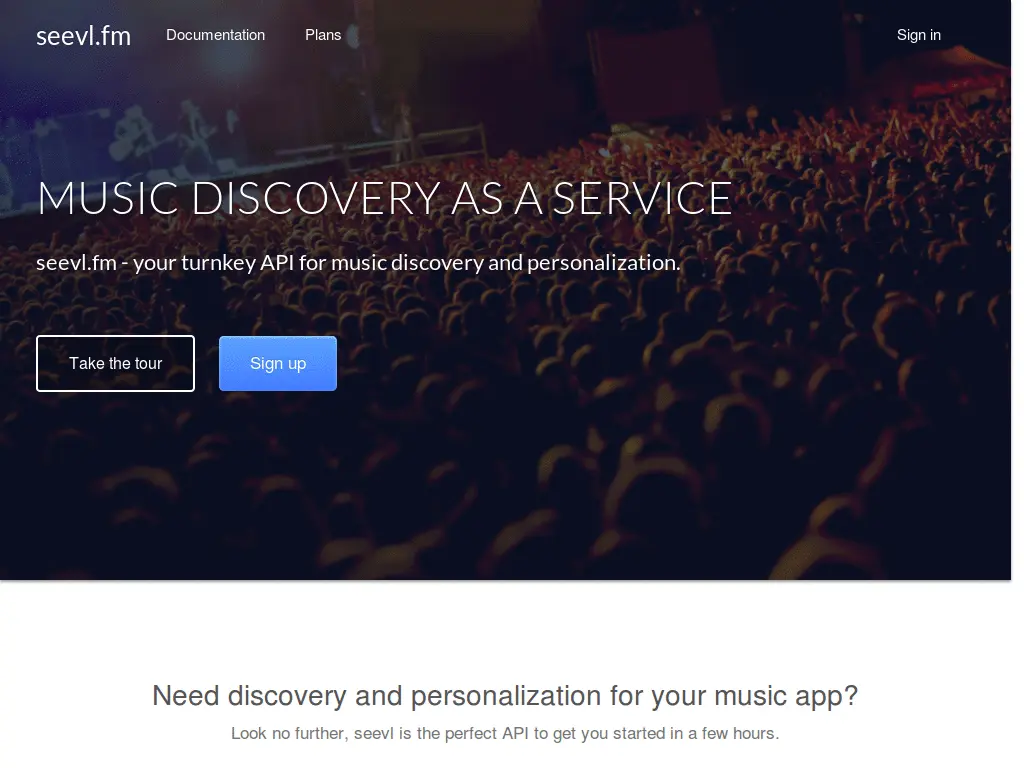 seevl.fm
Documentation
Plans
Sign in
MUSIC DISCOVERY AS A SERVICE
seevl.fm - your turnkey API for music discovery and personalization.
Take the tour
Sign up
Need discovery and personalization for your music app?
Look no further, seevl is the perfect API to get you started in a few hours.